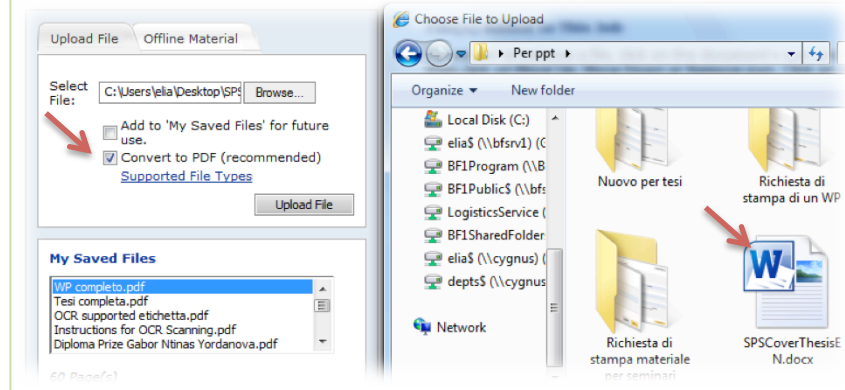 Upload File
Offline Material
Select
File:
C:\Users\elia\Desktop\SPS
Browse...
Add to 'My Saved Files' for future
use.
Convert to PDF (recommended)
Supported File Types
Upload File
My Saved Files
WP completo.pdf
Tesi completa.pdf
OCR supported etichetta.pdf
Instructions for OCR Scanning.pdf
Diploma Prize Gabor Ntinas Yordanova.pdf
60 Page(s)
Choose File to Upload
Per ppt
Organize
New folder
Local Disk (C:)
elia$ (\\bfsrv1) (G
BF1Program (\\B
BF1Public$ (\\bfs
LogisticsService (
BF1SharedFolder
elia$ (\\cygnus) (
depts$ (\\cygnus
Network
Nuovo per tesi
Richiesta di
stampa di un WP
Richiesta di
stampa materiale
per seminari
W
SPSCoverThesisE
N.docx